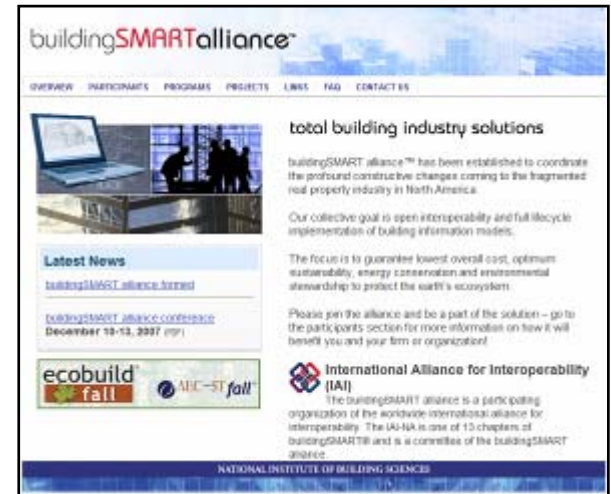 buildingSMARTalliance™
OVERVIEW PARTICIPANTS PROGRAMS PROJECTS LINKS FAQ CONTACT US
total building industry solutions
buildingSMART alliance™ has been established to coordinate
the profound constructive changes coming to the fragmented
real property industry in North America.
Our collective goal is open interoperability and full lifecycle
implementation of building information models.
The focus is to guarantee lowest overall cost, optimum
sustainability, energy conservation and environmental
stewardship to protect the earth's ecosystem.
Please join the alliance and be a part of the solution – go to
the participants section for more information on how it will
benefit you and your firm or organization!
Latest News
buildingSMART alliance formed
buildingSMART alliance conference
December 10-13, 2007 (PDF)
ecobuild
fall
AEC-ST fall
International Alliance for Interoperability
(IAI)
The buildingSMART alliance is a participating
organization of the worldwide international alliance for
interoperability. The IAI-NA is one of 13 chapters of
buildingSMART® and is a committee of the buildingSMART
alliance.
NATIONAL INSTITUTE OF BUILDING SCIENCES